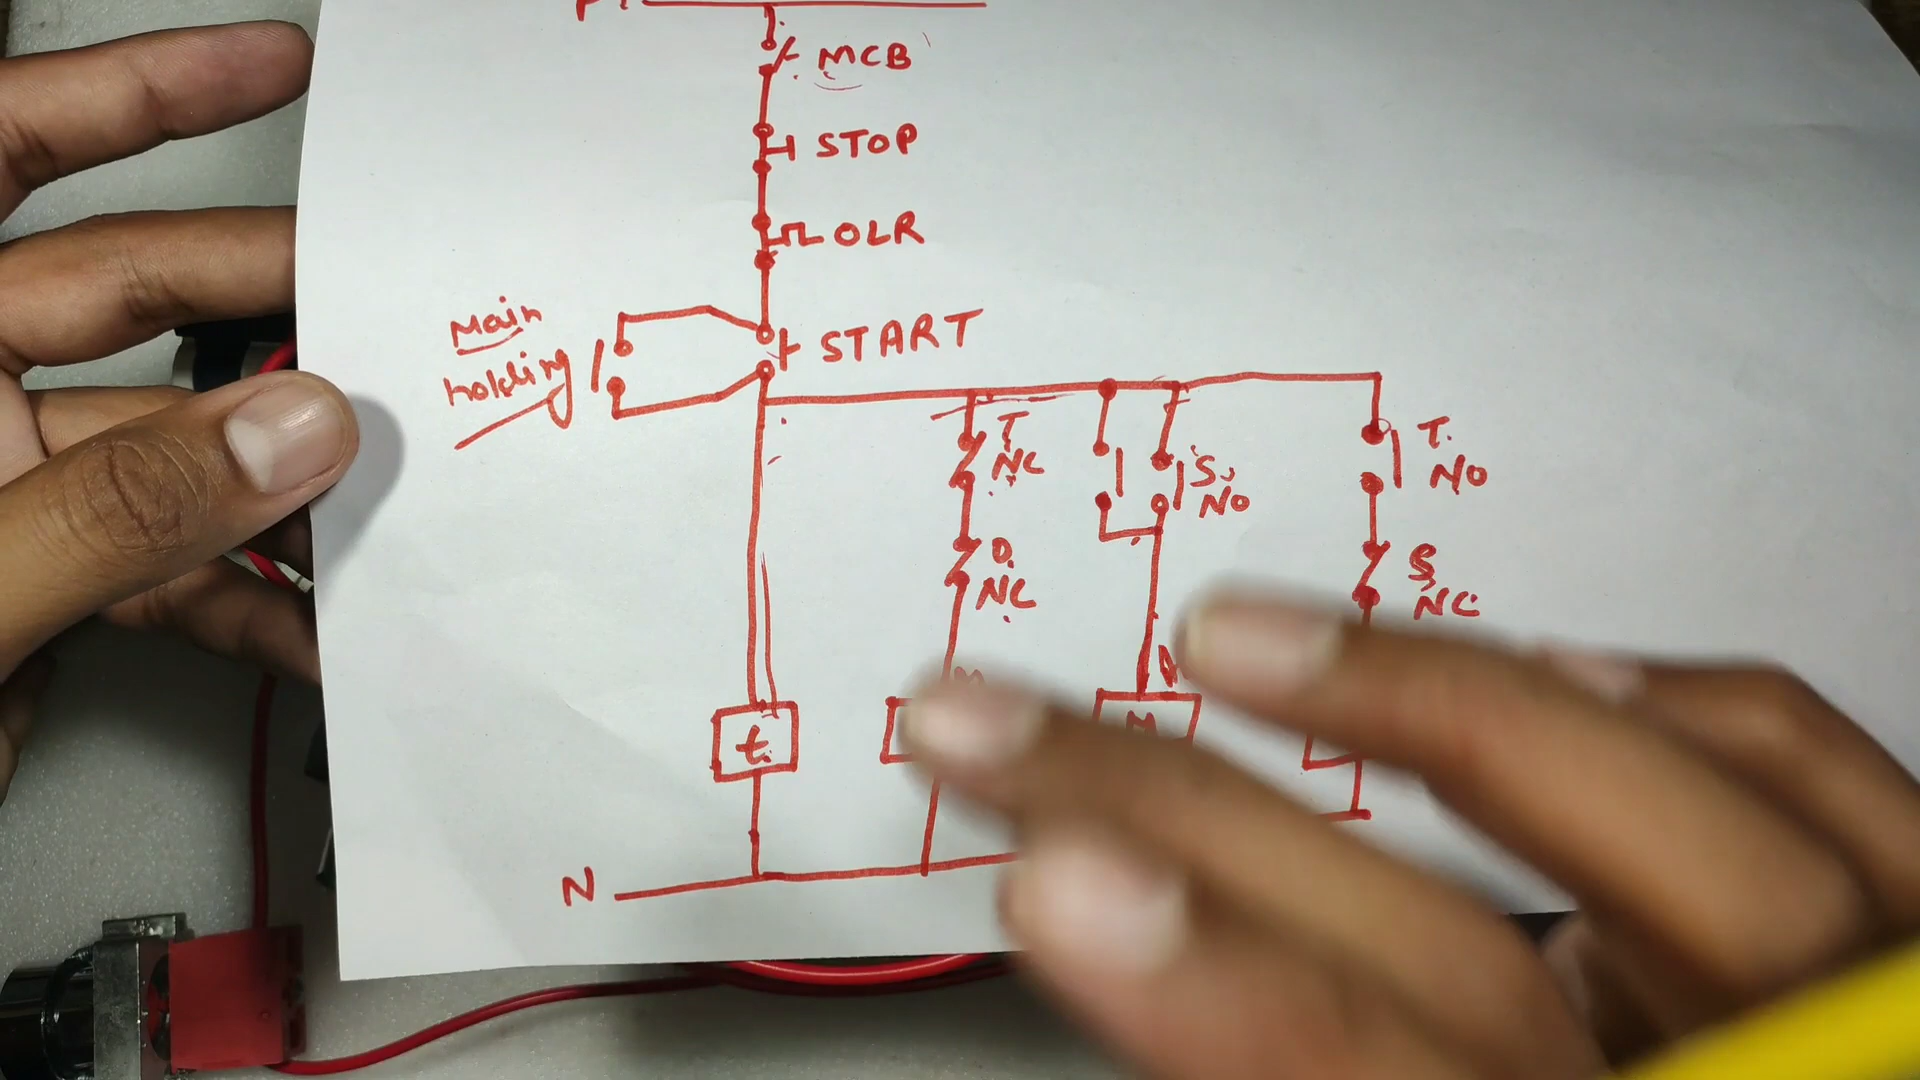 MCB
STOP
OLR
START
Main
holding
T
NC
S
NO
T.
NO
D
NC
S
NC
t
M
N